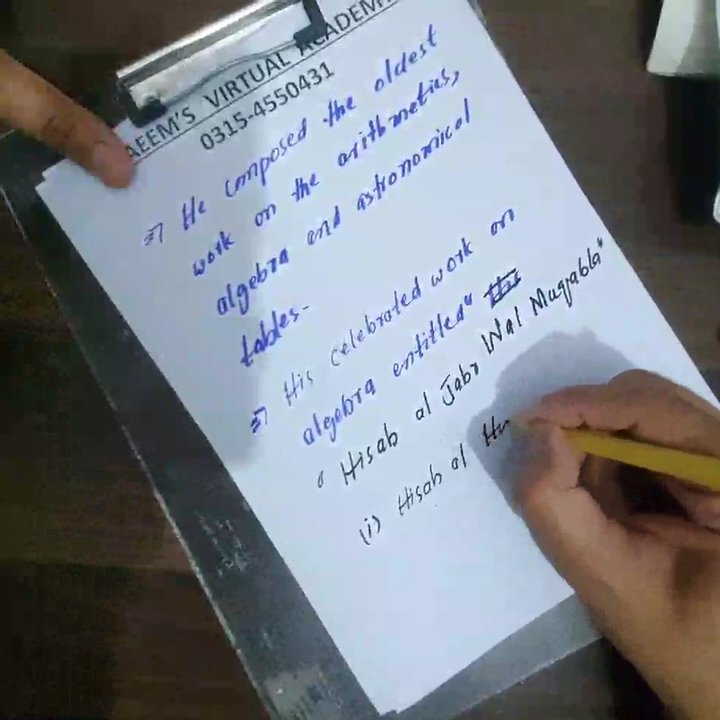 AEEM'S VIRTUAL ACADEM
0315-4550431
⇒ He composed the oldest
work on the arithmetics,
algebra and astronomical
tables-
⇒ His celebrated work on
algebra entitled"
" Hisab al Jabr Wal Muqabla"
(i) Hisab al